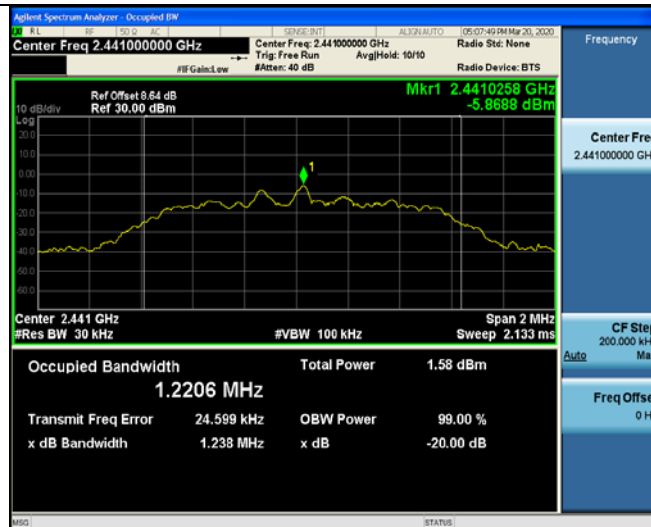 Agilent Spectrum Analyzer - Occupied BW
RL RF 50 Ω AC SENSE:INT ALIGN AUTO 05:07:49 PM Mar 20, 2020
Center Freq 2.441000000 GHz
Center Freq: 2.441000000 GHz Radio Std: None
Trig: Free Run Avg|Hold: 10/10
#IFGain:Low #Atten: 40 dB Radio Device: BTS
Frequency
Ref Offset 8.64 dB
10 dB/div Ref 30.00 dBm
Mkr1 2.4410258 GHz
-5.8688 dBm
Log
20.0
10.0
0.00
-10.0
-20.0
-30.0
-40.0
-50.0
-60.0
1
Center 2.441 GHz Span 2 MHz
#Res BW 30 kHz #VBW 100 kHz Sweep 2.133 ms
Occupied Bandwidth Total Power 1.58 dBm
1.2206 MHz
Transmit Freq Error 24.599 kHz OBW Power 99.00 %
x dB Bandwidth 1.238 MHz x dB -20.00 dB
Center Fre
2.441000000 GH
CF Step
200.000 kH
Auto Ma
Freq Offse
0 H
MSG STATUS